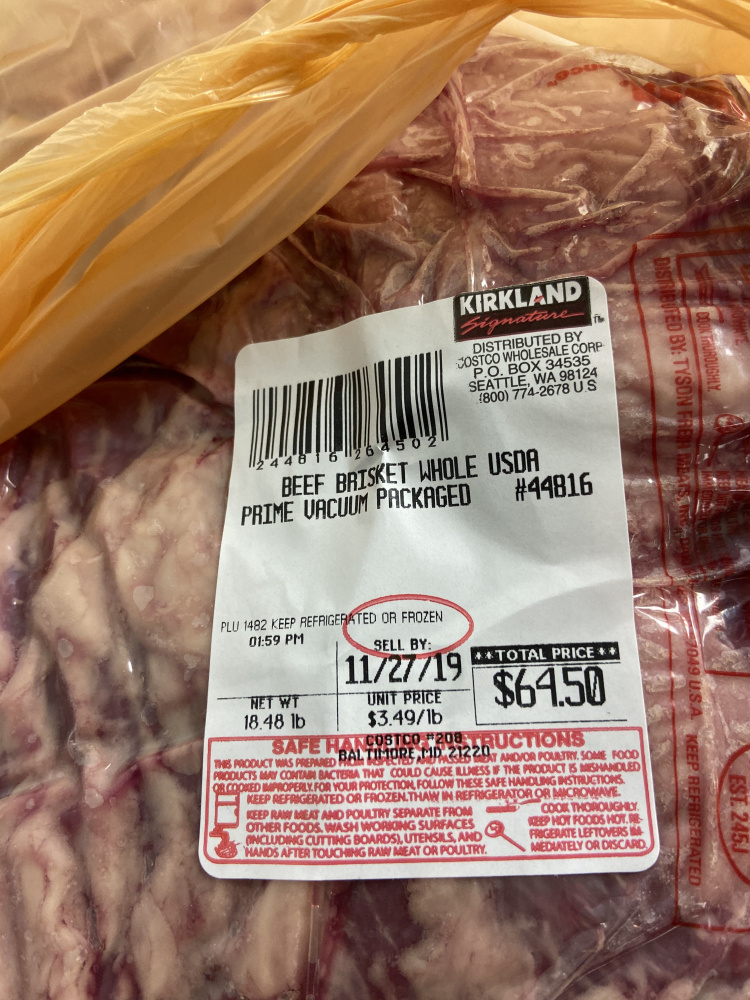 KIRKLAND
Signature
DISTRIBUTED BY
COSTCO WHOLESALE CORP
P.O. BOX 34535
SEATTLE, WA 98124
(800) 774-2678 U.S
244816 264502
BEEF BRISKET WHOLE USDA
PRIME VACUUM PACKAGED #44816
PLU 1482 KEEP REFRIGERATED OR FROZEN
01:59 PM
SELL BY:
11/27/19
**TOTAL PRICE**
$64.50
NET WT
18.48 lb
UNIT PRICE
$3.49/lb
COSTCO #208
BALTIMORE, MD 21220
SAFE HANDLING INSTRUCTIONS
THIS PRODUCT WAS PREPARED FROM INSPECTED AND PASSED MEAT AND/OR POULTRY. SOME FOOD
PRODUCTS MAY CONTAIN BACTERIA THAT COULD CAUSE ILLNESS IF THE PRODUCT IS MISHANDLED
OR COOKED IMPROPERLY. FOR YOUR PROTECTION, FOLLOW THESE SAFE HANDLING INSTRUCTIONS.
KEEP REFRIGERATED OR FROZEN. THAW IN REFRIGERATOR OR MICROWAVE.
KEEP RAW MEAT AND POULTRY SEPARATE FROM
OTHER FOODS. WASH WORKING SURFACES
(INCLUDING CUTTING BOARDS), UTENSILS, AND
HANDS AFTER TOUCHING RAW MEAT OR POULTRY.
COOK THOROUGHLY.
KEEP HOT FOODS HOT. RE-
FRIGERATE LEFTOVERS IM-
MEDIATELY OR DISCARD.
COOK THOROUGHLY
DISTRIBUTED BY: TYSON FRESH MEATS, INC.
U.S.A. KEEP REFRIGERATED
EST. 245J